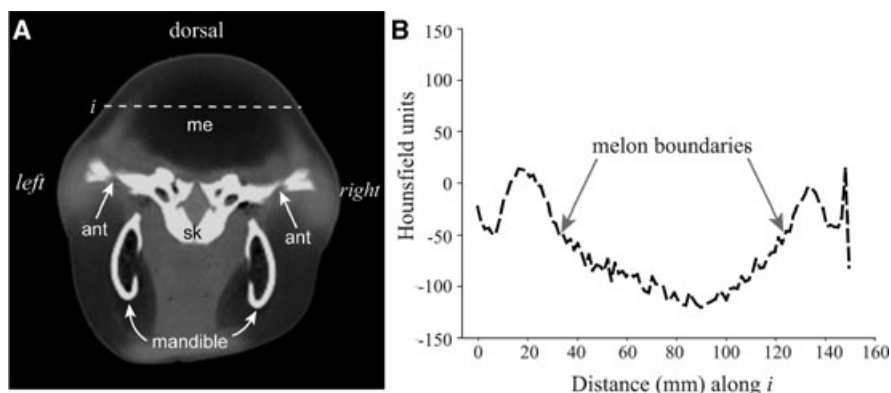 A
dorsal
i
me
left
right
ant
ant
sk
mandible
B
Hounsfield units
150
100
50
0
-50
-100
-150
melon boundaries
0 20 40 60 80 100 120 140 160
Distance (mm) along i